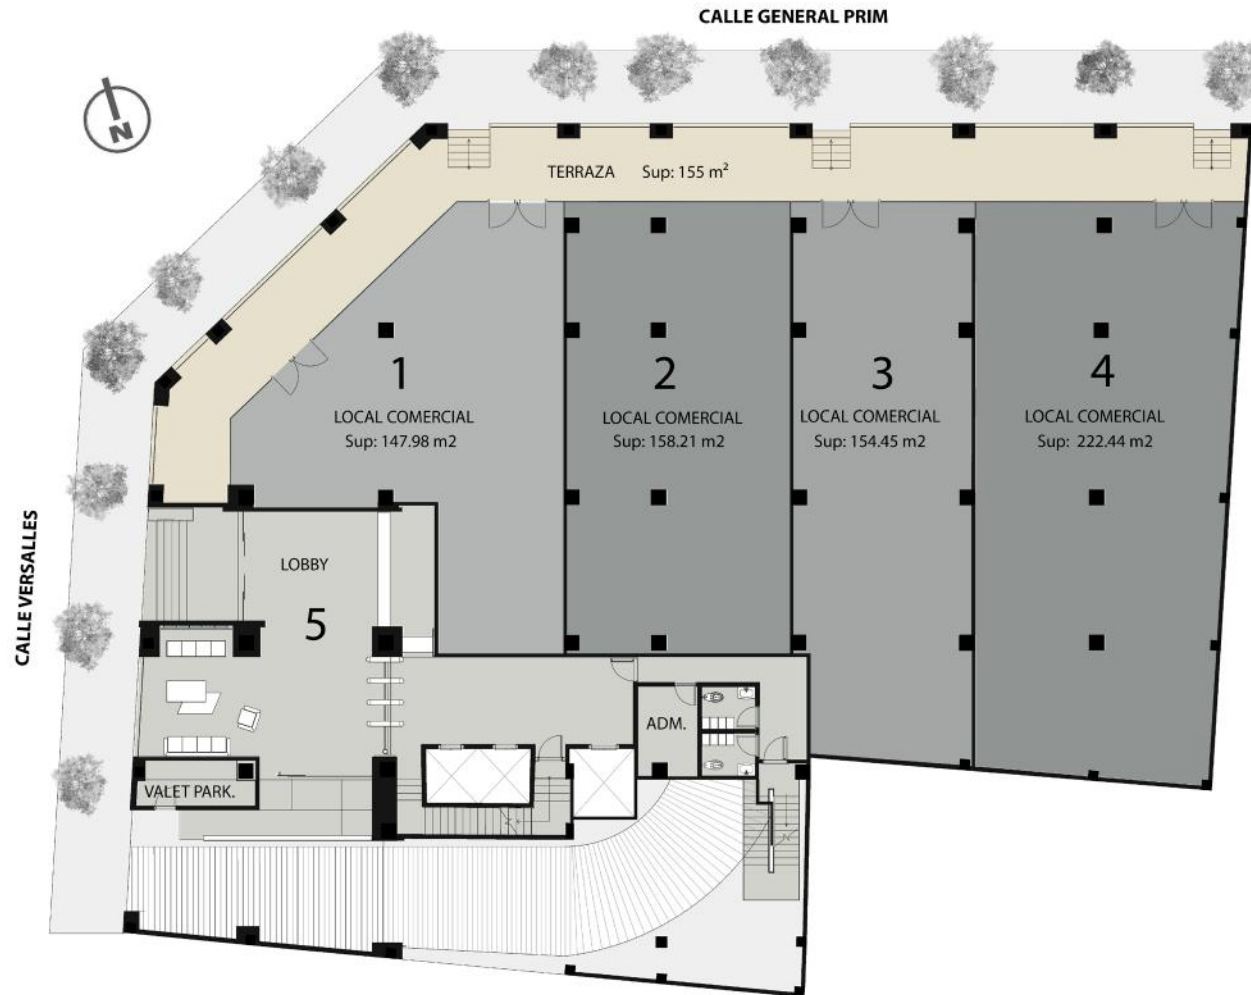 CALLE GENERAL PRIM
N
TERRAZA Sup: 155 m²
1
LOCAL COMERCIAL
Sup: 147.98 m2
2
LOCAL COMERCIAL
Sup: 158.21 m2
3
LOCAL COMERCIAL
Sup: 154.45 m2
4
LOCAL COMERCIAL
Sup: 222.44 m2
CALLE VERSALLES
LOBBY
5
ADM.
VALET PARK.